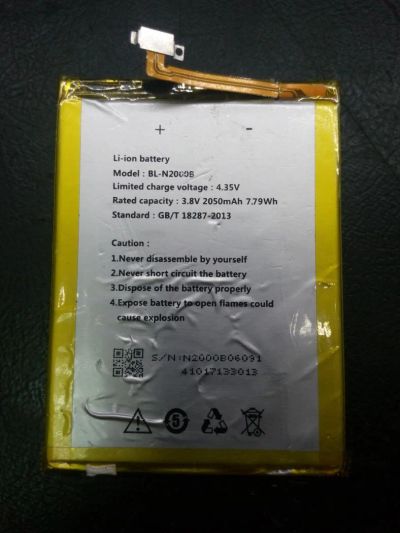 + -
Li-ion battery
Model : BL-N2000B
Limited charge voltage : 4.35V
Rated capacity : 3.8V 2050mAh 7.79Wh
Standard : GB/T 18287-2013
Caution :
1.Never disassemble by yourself
2.Never short circuit the battery
3.Dispose of the battery properly
4.Expose battery to open flames could
cause explosion
S/N:N2000B06091
41017133013
5